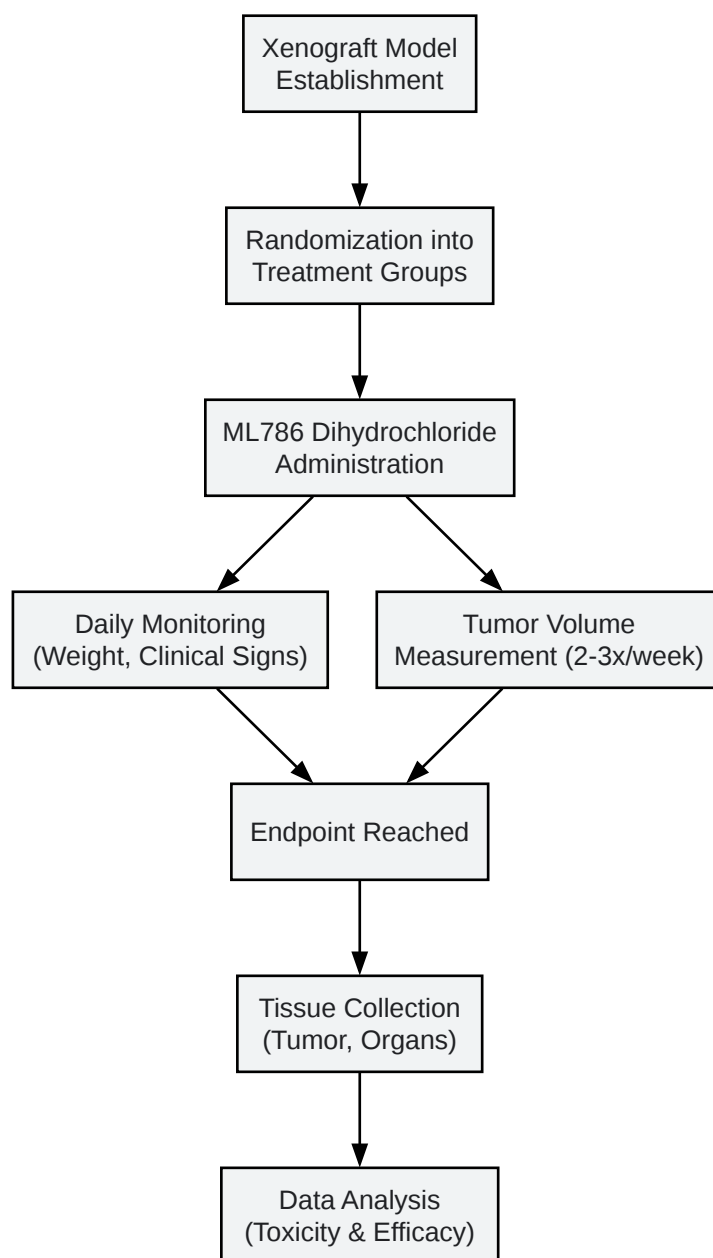 Xenograft Model
Establishment
Randomization into
Treatment Groups
ML786 Dihydrochloride
Administration
Daily Monitoring
(Weight, Clinical Signs)
Tumor Volume
Measurement (2-3x/week)
Endpoint Reached
Tissue Collection
(Tumor, Organs)
Data Analysis
(Toxicity & Efficacy)